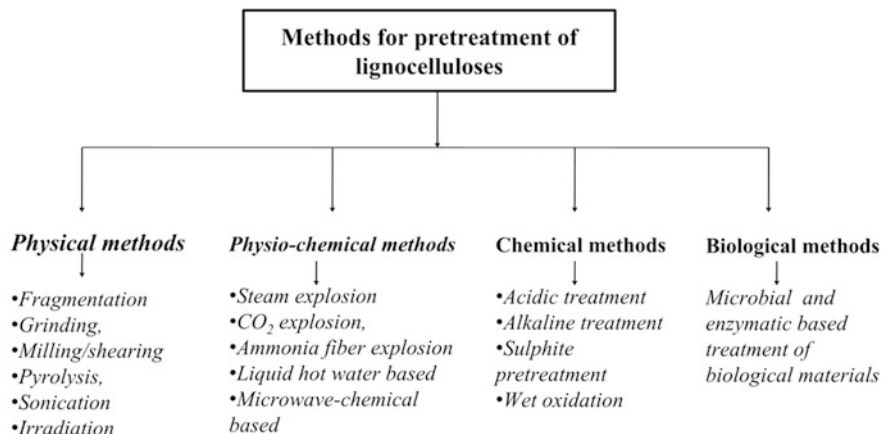 Methods for pretreatment of
lignocelluloses
Physical methods
•Fragmentation
•Grinding,
•Milling/shearing
•Pyrolysis,
•Sonication
•Irradiation
Physio-chemical methods
•Steam explosion
•CO₂ explosion,
•Ammonia fiber explosion
•Liquid hot water based
•Microwave-chemical
based
Chemical methods
•Acidic treatment
•Alkaline treatment
•Sulphite
pretreatment
•Wet oxidation
Biological methods
Microbial and
enzymatic based
treatment of
biological materials